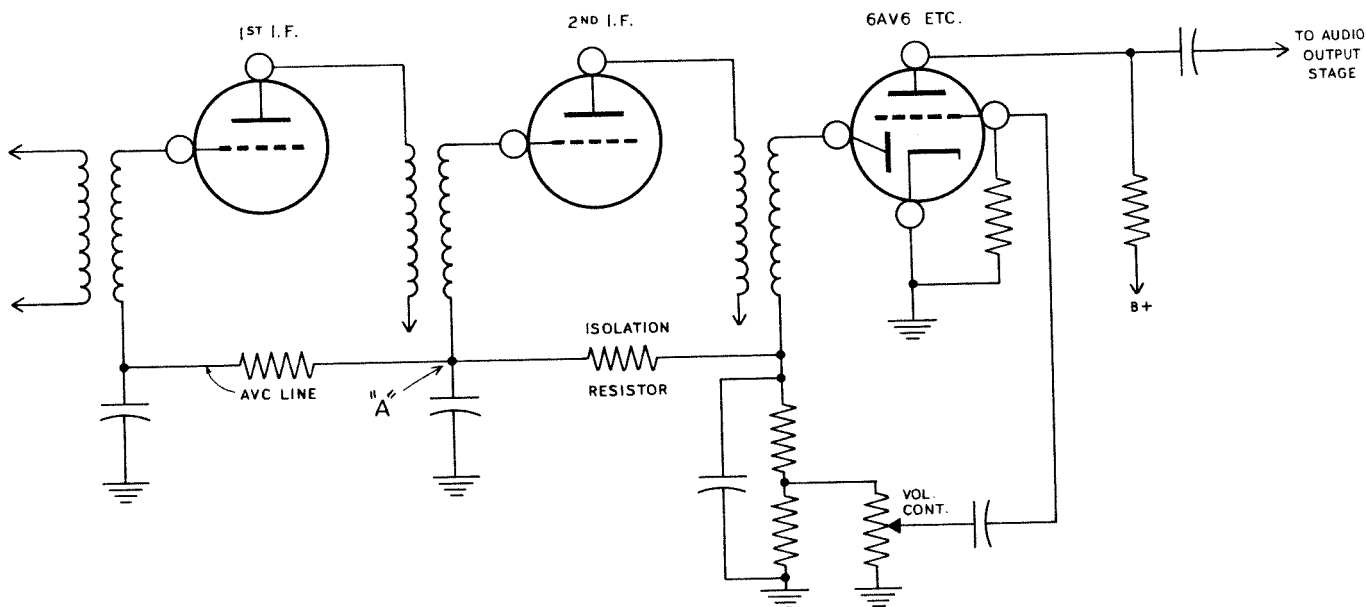 1ST I.F.
2ND I.F.
6AV6 ETC.
TO AUDIO
OUTPUT
STAGE
B+
ISOLATION
RESISTOR
AVC LINE
"A"
VOL.
CONT.